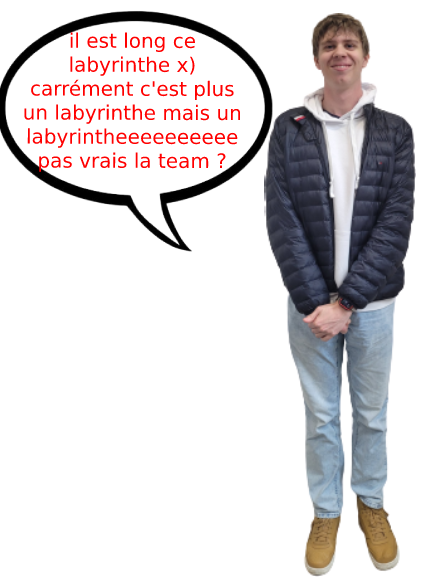 il est long ce
labyrinthe x)
carrément c'est plus
un labyrinthe mais un
labyrintheeeeeeeeee
pas vrais la team ?